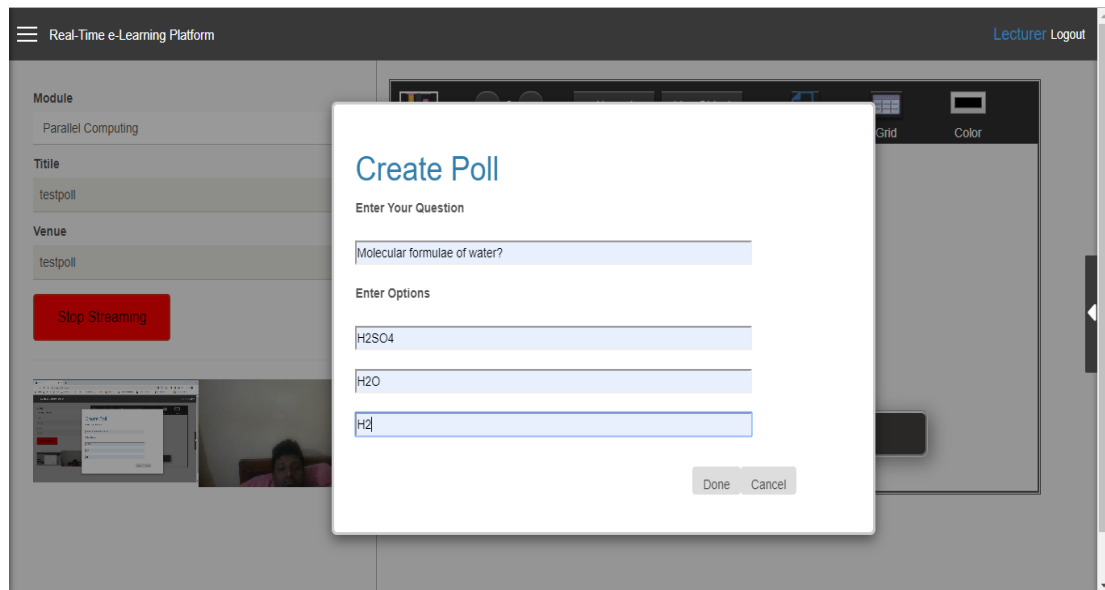 Real-Time e-Learning Platform
Lecturer Logout
Module
Parallel Computing
Titile
testpoll
Venue
testpoll
Stop Streaming
Grid
Color
Create Poll
Enter Your Question
Molecular formulae of water?
Enter Options
H2SO4
H2O
H2
Done Cancel